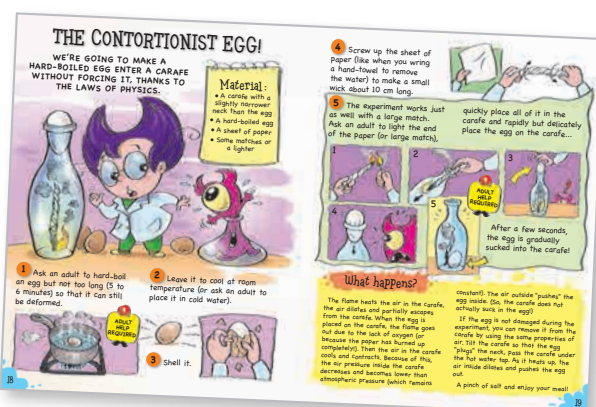 THE CONTORTIONIST EGG!
WE'RE GOING TO MAKE A
HARD-BOILED EGG ENTER A CARAFE
WITHOUT FORCING IT, THANKS TO
THE LAWS OF PHYSICS.
Material:
• A carafe with a
slightly narrower
neck than the egg
• A hard-boiled egg
• A sheet of paper
• Some matches or
a lighter
1 Ask an adult to hard-boil
an egg but not too long (5 to
6 minutes) so that it can still
be deformed.
ADULT
HELP
REQUIRED
2 Leave it to cool at room
temperature (or ask an adult to
place it in cold water).
3 Shell it.
18
4 Screw up the sheet of
paper (like when you wring
a hand-towel to remove
the water) to make a small
wick about 10 cm long.
5 The experiment works just
as well with a large match.
Ask an adult to light the end
of the paper (or large match),
quickly place all of it in the
carafe and rapidly but delicately
place the egg on the carafe...
1
2
3
4
5
ADULT
HELP
REQUIRED
After a few seconds,
the egg is gradually
sucked into the carafe!
What happens?
The flame heats the air in the carafe,
the air dilates and partially escapes
from the carafe. When the egg is
placed on the carafe, the flame goes
out due to the lack of oxygen (or
because the paper has burned up
completely!). Then the air in the carafe
cools and contracts. Because of this,
the air pressure inside the carafe
decreases and becomes lower than
atmospheric pressure (which remains
constant). The air outside "pushes" the
egg inside. (So, the carafe does not
actually suck in the egg!)
If the egg is not damaged during the
experiment, you can remove it from the
carafe by using the same properties of
air. Tilt the carafe so that the egg
"plugs" the neck. Pass the carafe under
the hot water tap. As it heats up, the
air inside dilates and pushes the egg
out.
A pinch of salt and enjoy your meal!
19